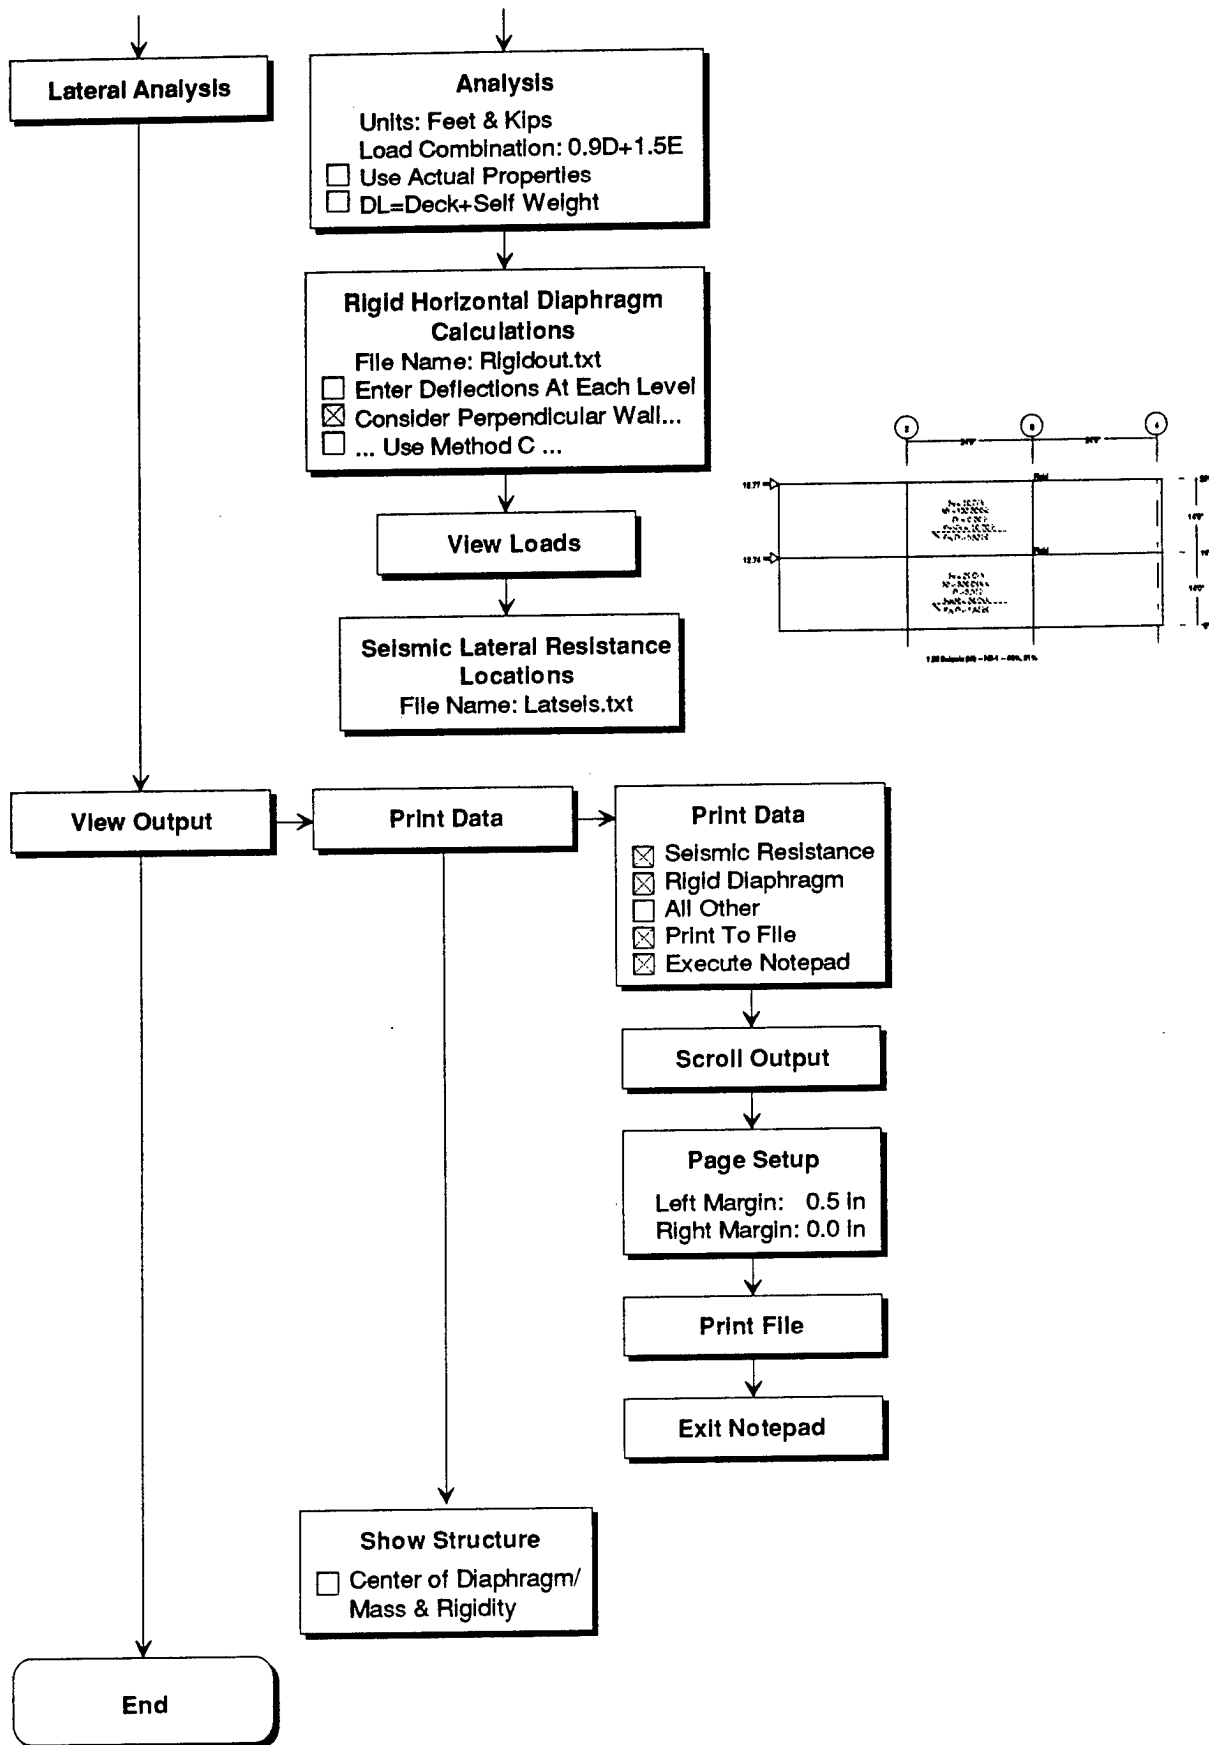 Lateral Analysis
Analysis
Units: Feet & Kips
Load Combination: 0.9D+1.5E
Use Actual Properties
DL=Deck+Self Weight
Rigid Horizontal Diaphragm
Calculations
File Name: Rigidout.txt
Enter Deflections At Each Level
Consider Perpendicular Wall...
... Use Method C ...
View Loads
Seismic Lateral Resistance
Locations
File Name: Latseis.txt
2
View Output
Print Data
Print Data
Seismic Resistance
Rigid Diaphragm
All Other
Print To File
Execute Notepad
Scroll Output
Page Setup
Left Margin: 0.5 in
Right Margin: 0.0 in
Print File
Exit Notepad
Show Structure
Center of Diaphragm/
Mass & Rigidity
End